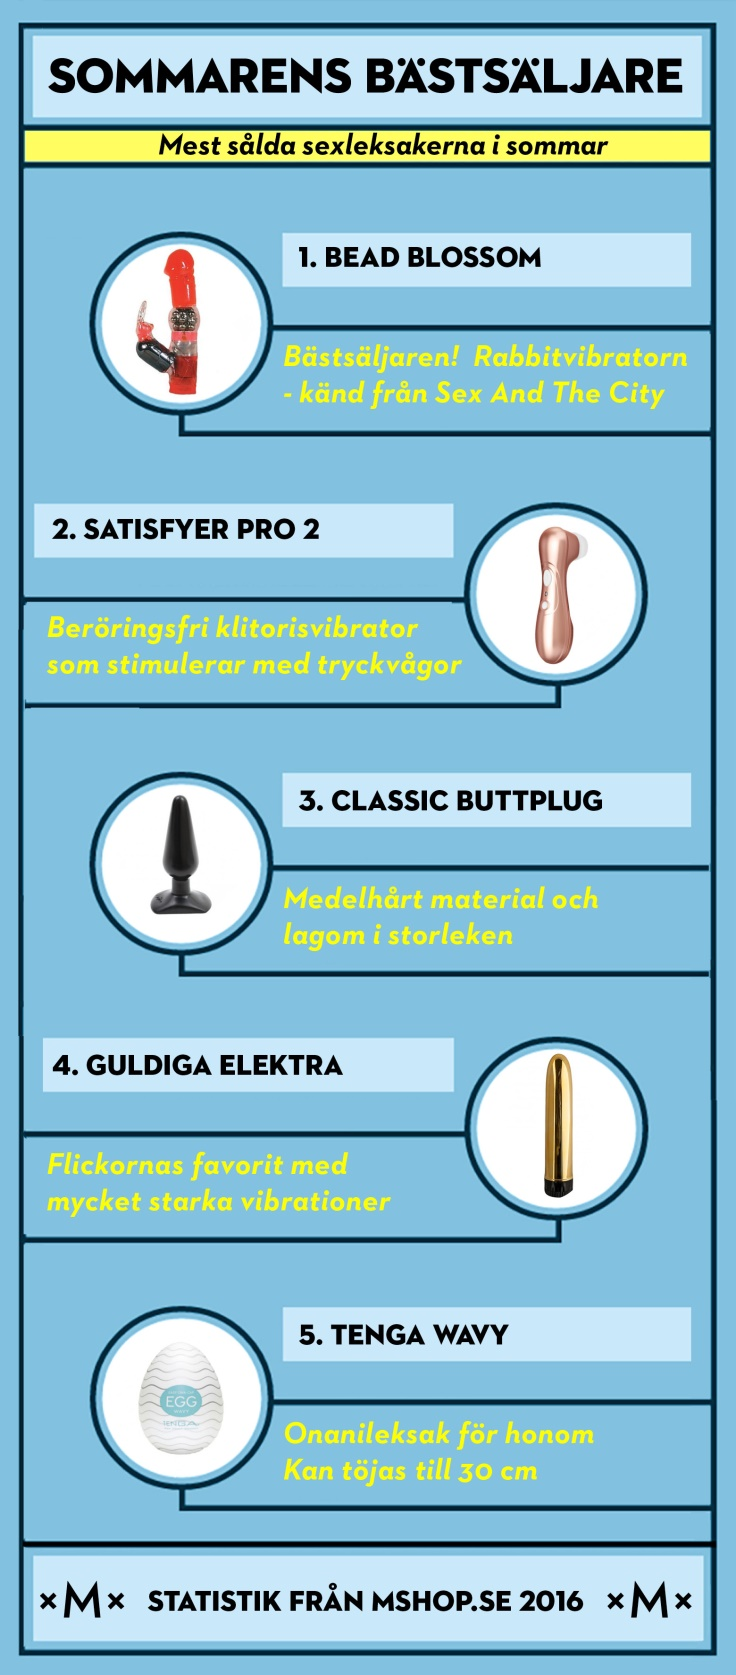 SOMMARENS BÄSTSÄLJARE
Mest sålda sexleksakerna i sommar
1. BEAD BLOSSOM
Bästsäljaren! Rabbitvibratorn
- känd från Sex And The City
2. SATISFYER PRO 2
Beröringsfri klitorisvibrator
som stimulerar med tryckvågor
3. CLASSIC BUTTPLUG
Medelhårt material och
lagom i storleken
4. GULDIGA ELEKTRA
Flickornas favorit med
mycket starka vibrationer
5. TENGA WAVY
EGG
TENGA
Onanileksak för honom
Kan töjas till 30 cm
×M× STATISTIK FRÅN MSHOP.SE 2016 ×M×